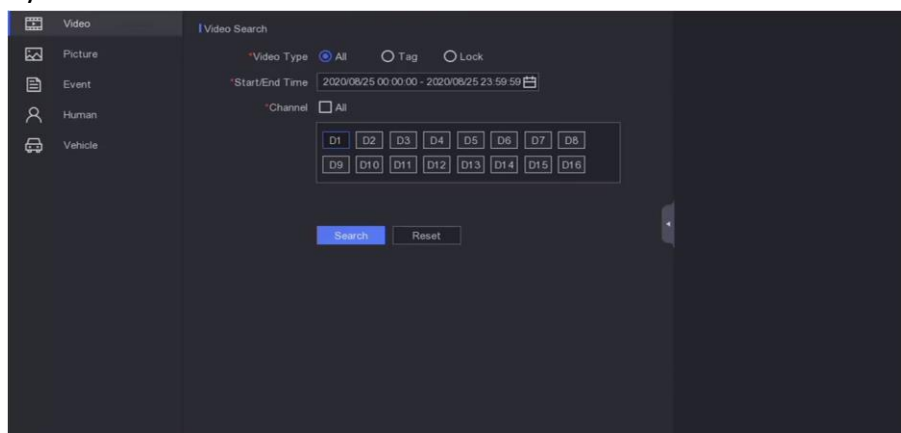 Video
Picture
Event
Human
Vehicle
Video Search
*Video Type All Tag Lock
*Start/End Time 2020/08/25 00:00:00 - 2020/08/25 23:59:59
*Channel All
D1 D2 D3 D4 D5 D6 D7 D8
D9 D10 D11 D12 D13 D14 D15 D16
Search Reset